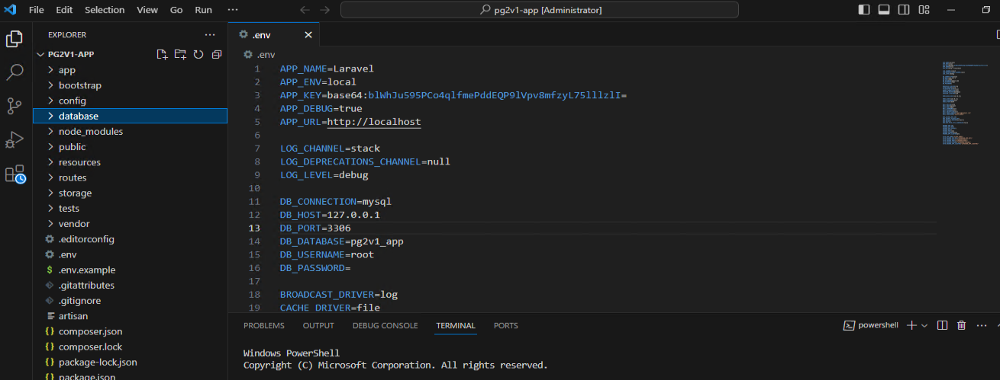 File Edit Selection View Go Run ···
pg2v1-app [Administrator]
EXPLORER ···
PG2V1-APP
app
bootstrap
config
database
node_modules
public
resources
routes
storage
tests
vendor
.editorconfig
.env
$ .env.example
.gitattributes
.gitignore
artisan
{} composer.json
{} composer.lock
{} package-lock.json
{} package.json
.env
.env
1 APP_NAME=Laravel
2 APP_ENV=local
3 APP_KEY=base64:blWhJu595PCo4qlfmePddEQP9lVpv8mfzyL75lllzlI=
4 APP_DEBUG=true
5 APP_URL=http://localhost
6
7 LOG_CHANNEL=stack
8 LOG_DEPRECATIONS_CHANNEL=null
9 LOG_LEVEL=debug
10
11 DB_CONNECTION=mysql
12 DB_HOST=127.0.0.1
13 DB_PORT=3306
14 DB_DATABASE=pg2v1_app
15 DB_USERNAME=root
16 DB_PASSWORD=
17
18 BROADCAST_DRIVER=log
19 CACHE_DRIVER=file
PROBLEMS OUTPUT DEBUG CONSOLE TERMINAL PORTS
powershell
Windows PowerShell
Copyright (C) Microsoft Corporation. All rights reserved.